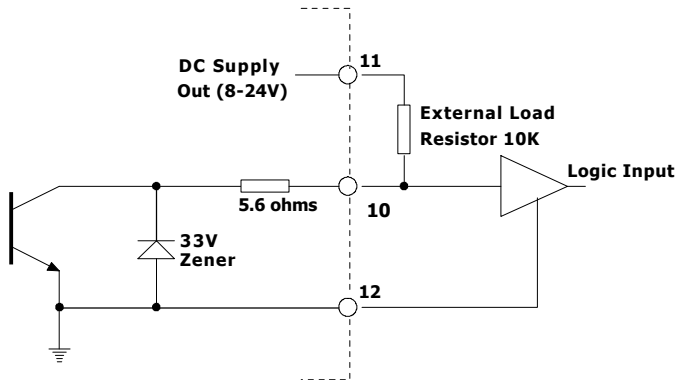 DC Supply
Out (8-24V)
11
External Load
Resistor 10K
Logic Input
5.6 ohms
10
33V
Zener
12